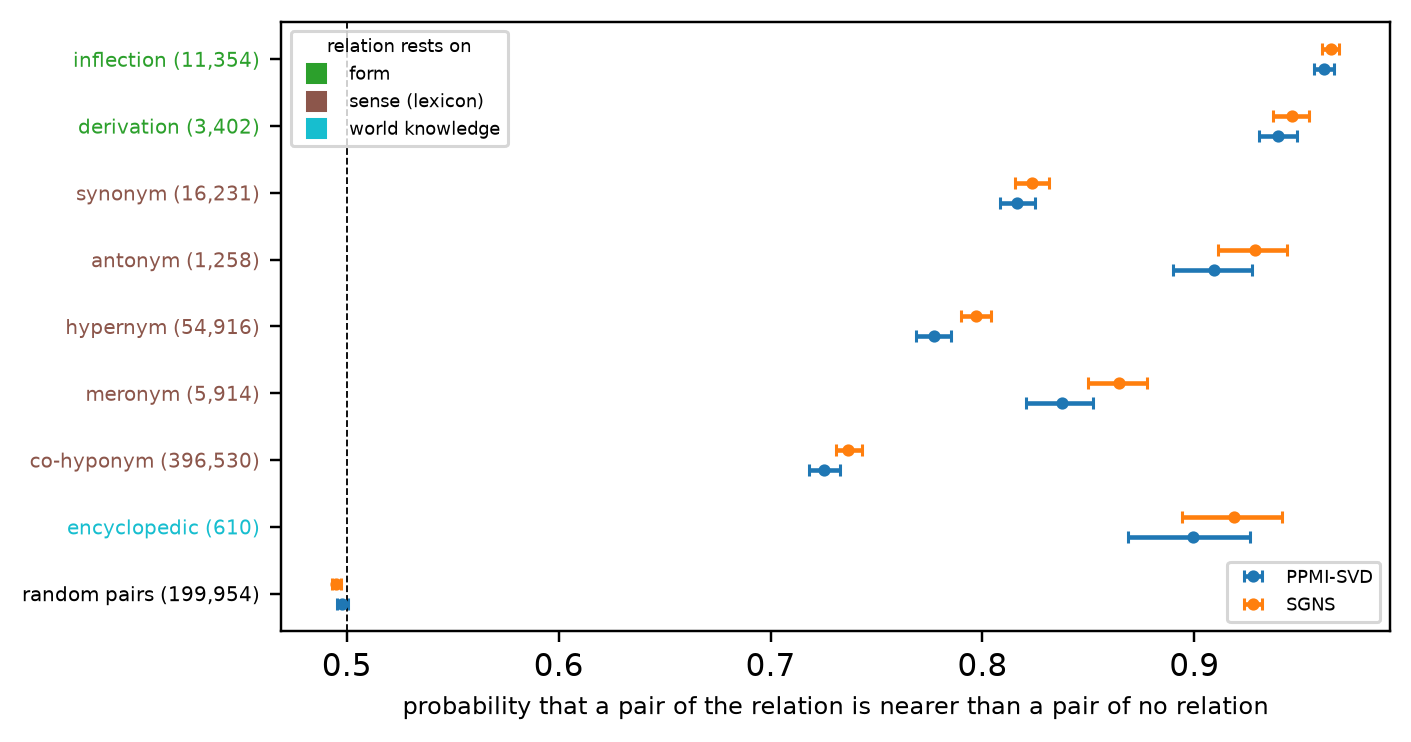 inflection (11,354)
derivation (3,402)
synonym (16,231)
antonym (1,258)
hypernym (54,916)
meronym (5,914)
co-hyponym (396,530)
encyclopedic (610)
random pairs (199,954)
relation rests on
form
sense (lexicon)
world knowledge
PPMI-SVD
SGNS
0.5 0.6 0.7 0.8 0.9
probability that a pair of the relation is nearer than a pair of no relation